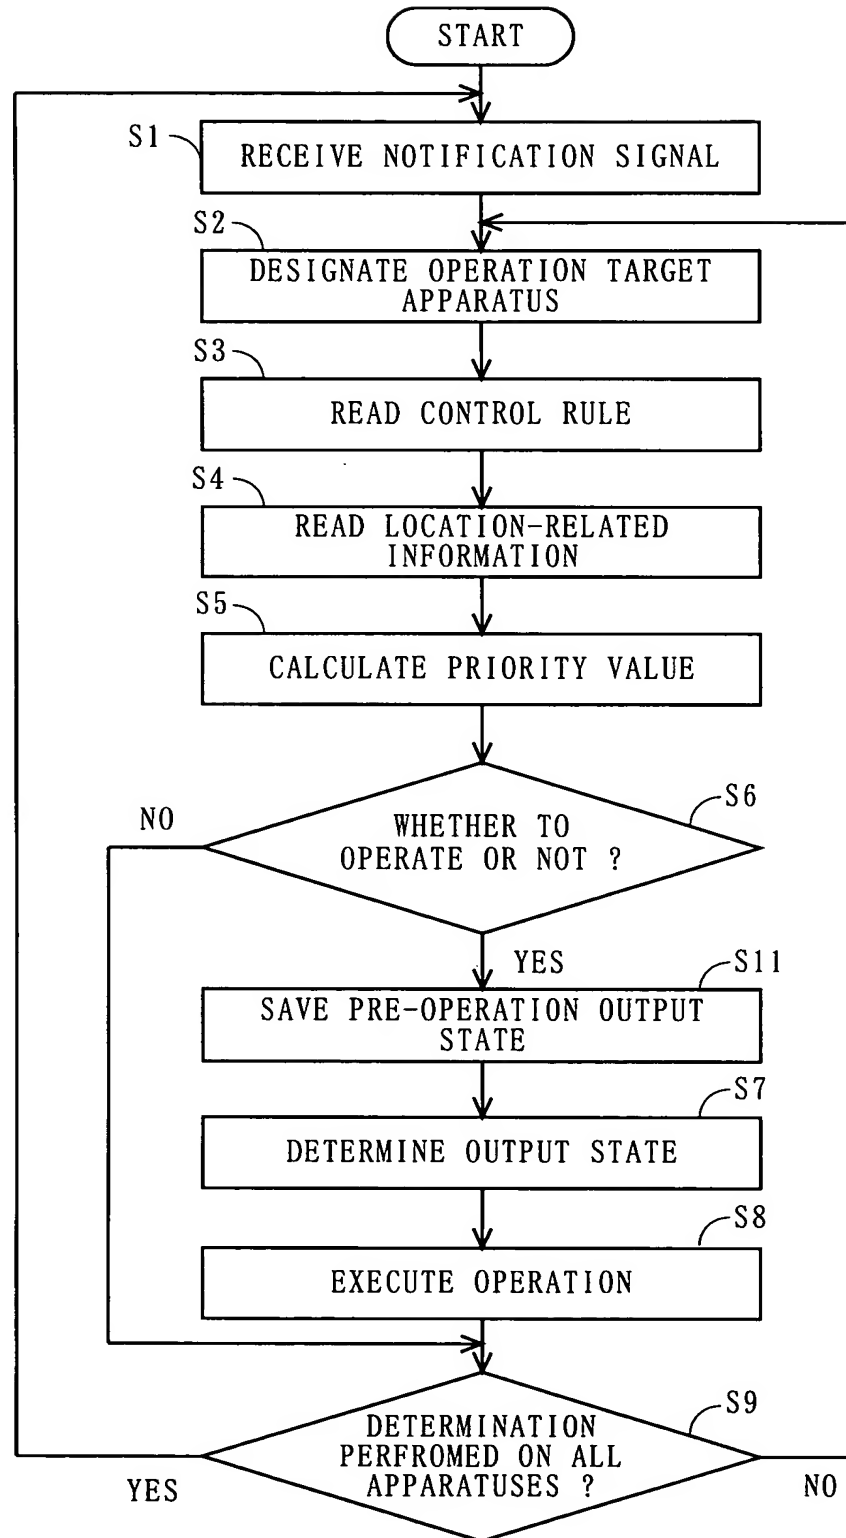 START
S1
RECEIVE NOTIFICATION SIGNAL
S2
DESIGNATE OPERATION TARGET
APPARATUS
S3
READ CONTROL RULE
S4
READ LOCATION-RELATED
INFORMATION
S5
CALCULATE PRIORITY VALUE
S6
NO
WHETHER TO
OPERATE OR NOT ?
YES
S11
SAVE PRE-OPERATION OUTPUT
STATE
S7
DETERMINE OUTPUT STATE
S8
EXECUTE OPERATION
S9
DETERMINATION
PERFROMED ON ALL
APPARATUSES ?
YES
NO